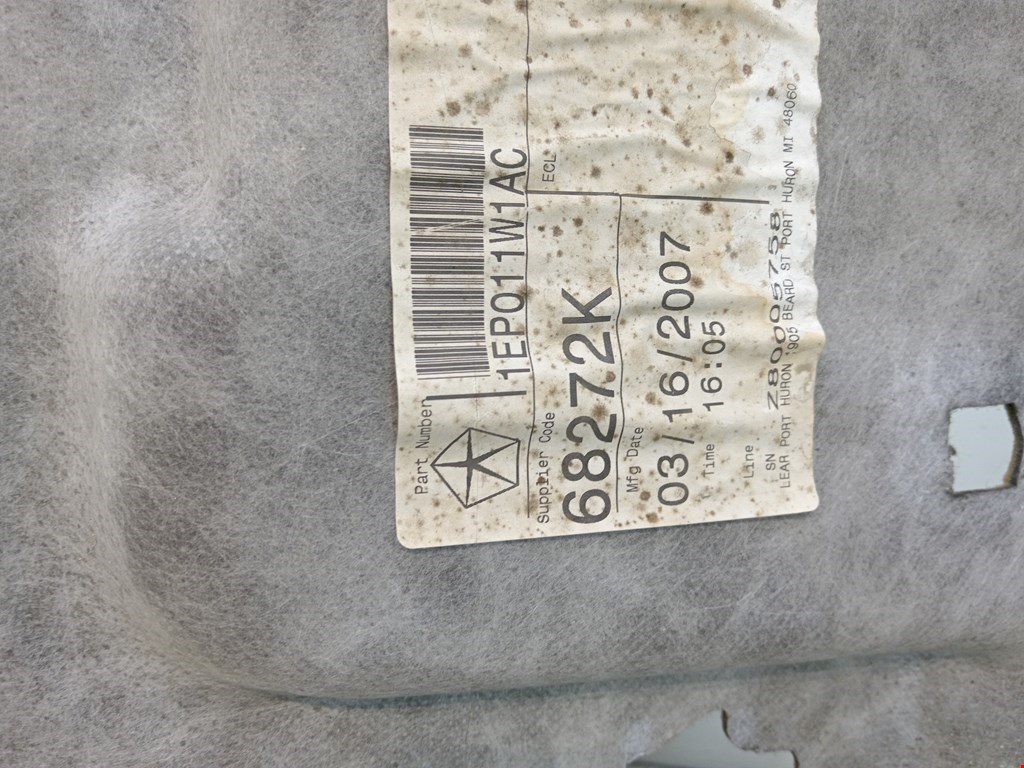 Part Number
1EP011W1AC
Supplier Code
68272K
ECL
Mfg Date
03/16/2007
Time 16:05
Line
SN Z80005758
LEAR PORT HURON 1905 BEARD ST PORT HURON MI 48060